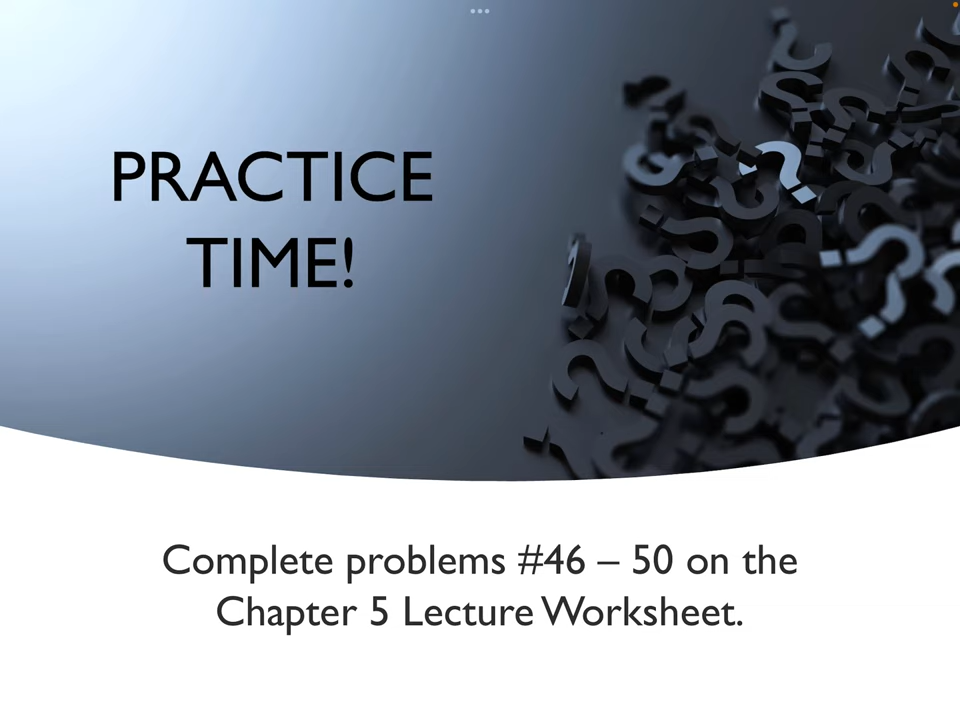 PRACTICE
TIME!
Complete problems #46 – 50 on the
Chapter 5 Lecture Worksheet.